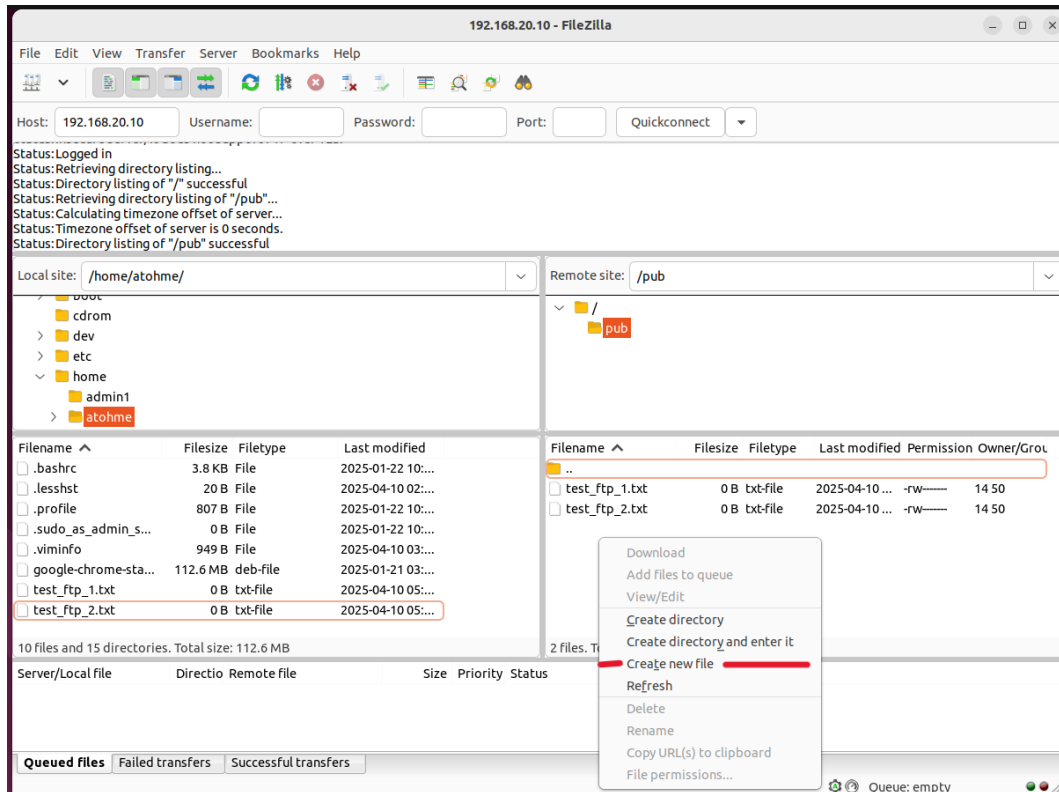 192.168.20.10 - FileZilla
File Edit View Transfer Server Bookmarks Help
Host: 192.168.20.10 Username: Password: Port: Quickconnect
Status:Logged in
Status:Retrieving directory listing...
Status:Directory listing of "/" successful
Status:Retrieving directory listing of "/pub"...
Status:Calculating timezone offset of server...
Status:Timezone offset of server is 0 seconds.
Status:Directory listing of "/pub" successful
Local site: /home/atohme/
boot
cdrom
dev
etc
home
admin1
atohme
Remote site: /pub
/
pub
Filename Filesize Filetype Last modified
.bashrc 3.8 KB File 2025-01-22 10:...
.lesshst 20 B File 2025-04-10 02:...
.profile 807 B File 2025-01-22 10:...
.sudo_as_admin_s... 0 B File 2025-01-22 10:...
.viminfo 949 B File 2025-04-10 03:...
google-chrome-sta... 112.6 MB deb-file 2025-01-21 03:...
test_ftp_1.txt 0 B txt-file 2025-04-10 05:...
test_ftp_2.txt 0 B txt-file 2025-04-10 05:...
10 files and 15 directories. Total size: 112.6 MB
Filename Filesize Filetype Last modified Permission Owner/Grou
..
test_ftp_1.txt 0 B txt-file 2025-04-10 ... -rw------- 14 50
test_ftp_2.txt 0 B txt-file 2025-04-10 ... -rw------- 14 50
2 files. T
Download
Add files to queue
View/Edit
Create directory
Create directory and enter it
Create new file
Refresh
Delete
Rename
Copy URL(s) to clipboard
File permissions...
Server/Local file Directio Remote file Size Priority Status
Queued files Failed transfers Successful transfers
Queue: empty